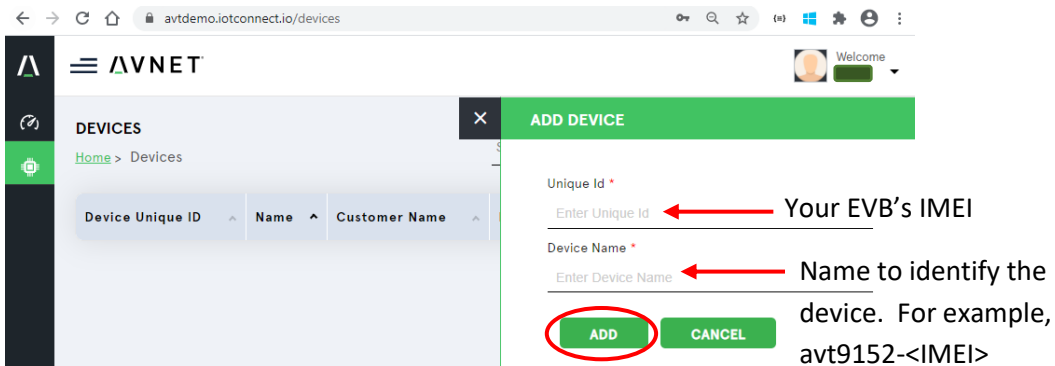 avtdemo.iotconnect.io/devices
AVNET
Welcome
DEVICES
Home > Devices
Device Unique ID
Name
Customer Name
ADD DEVICE
Unique Id *
Enter Unique Id
Your EVB’s IMEI
Device Name *
Enter Device Name
Name to identify the
device. For example,
avt9152-<IMEI>
ADD
CANCEL